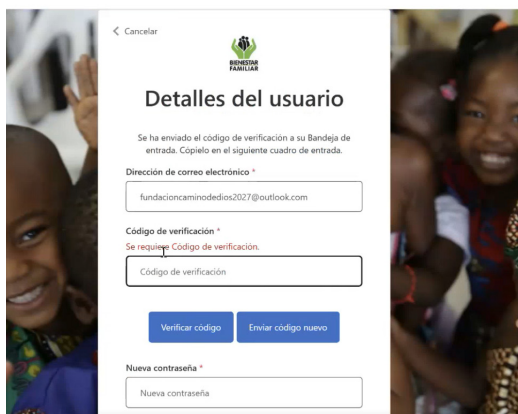 Cancelar
BIENESTAR
FAMILIAR
Detalles del usuario
Se ha enviado el código de verificación a su Bandeja de
entrada. Cópielo en el siguiente cuadro de entrada.
Dirección de correo electrónico *
fundacioncaminodedios2027@outlook.com
Código de verificación *
Se requiere Código de verificación.
Código de verificación
Verificar código
Enviar código nuevo
Nueva contraseña *
Nueva contraseña